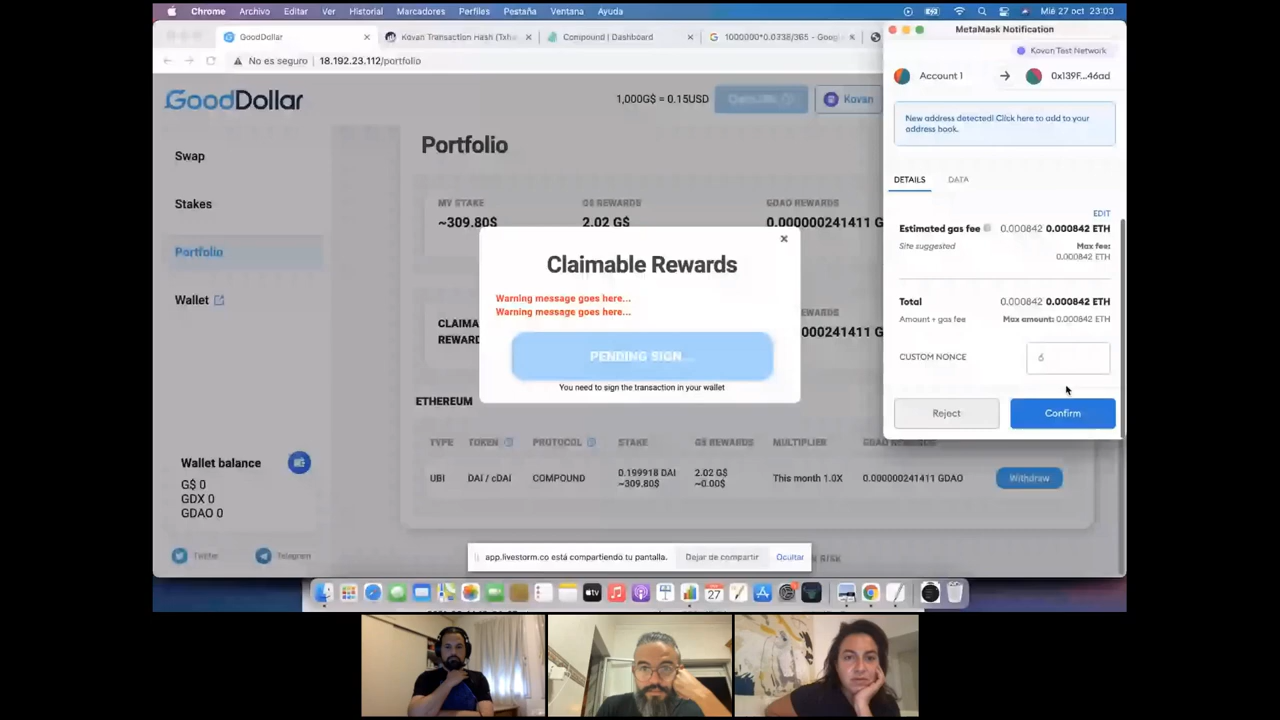 Chrome Archivo Editar Ver Historial Marcadores Perfiles Pestaña Ventana Ayuda
Mié 27 oct 23:03
GoodDollar
Kovan Transaction Hash (Txha
Compound | Dashboard
1000000*0.0338/365 - Google
No es seguro 18.192.23.112/portfolio
GoodDollar
1,000G$ = 0.15USD
Kovan
Swap
Stakes
Portfolio
Wallet
Wallet balance
G$ 0
GDX 0
GDAO 0
Twitter
Telegram
Portfolio
MY STAKE
G$ REWARDS
GDAO REWARDS
~309.80$
2.02 G$
0.000000241411 G
CLAIMA
REWARD
000241411 G
Claimable Rewards
Warning message goes here...
Warning message goes here...
PENDING SIGN...
You need to sign the transaction in your wallet
ETHEREUM
TYPE TOKEN PROTOCOL STAKE G$ REWARDS MULTIPLIER GDAO REWARDS
UBI DAI / cDAI COMPOUND 0.199918 DAI 2.02 G$ This month 1.0X 0.000000241411 GDAO Withdraw
~309.80$ ~0.00$
app.livestorm.co está compartiendo tu pantalla. Dejar de compartir Ocultar
N RISK
MetaMask Notification
Kovan Test Network
Account 1
0x139F...46ad
New address detected! Click here to add to your
address book.
DETAILS DATA
EDIT
Estimated gas fee 0.000842 0.000842 ETH
Site suggested Max fee:
0.000842 ETH
Total 0.000842 0.000842 ETH
Amount + gas fee Max amount: 0.000842 ETH
CUSTOM NONCE 6
Reject Confirm
tv
27